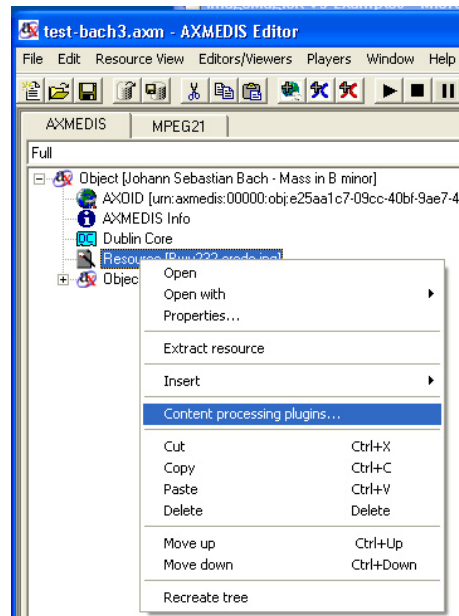 test-bach3.axm - AXMEDIS Editor
File Edit Resource View Editors/Viewers Players Window Help
AXMEDIS MPEG21
Full
Object [Johann Sebastian Bach - Mass in B minor]
AXOID [urn:axmedis:00000:obj:e25aa1c7-09cc-40bf-9ae7-4
AXMEDIS Info
Dublin Core
Resource [Bwv232 credo.jpg]
Objec
Open
Open with
Properties...
Extract resource
Insert
Content processing plugins...
Cut Ctrl+X
Copy Ctrl+C
Paste Ctrl+V
Delete Delete
Move up Ctrl+Up
Move down Ctrl+Down
Recreate tree